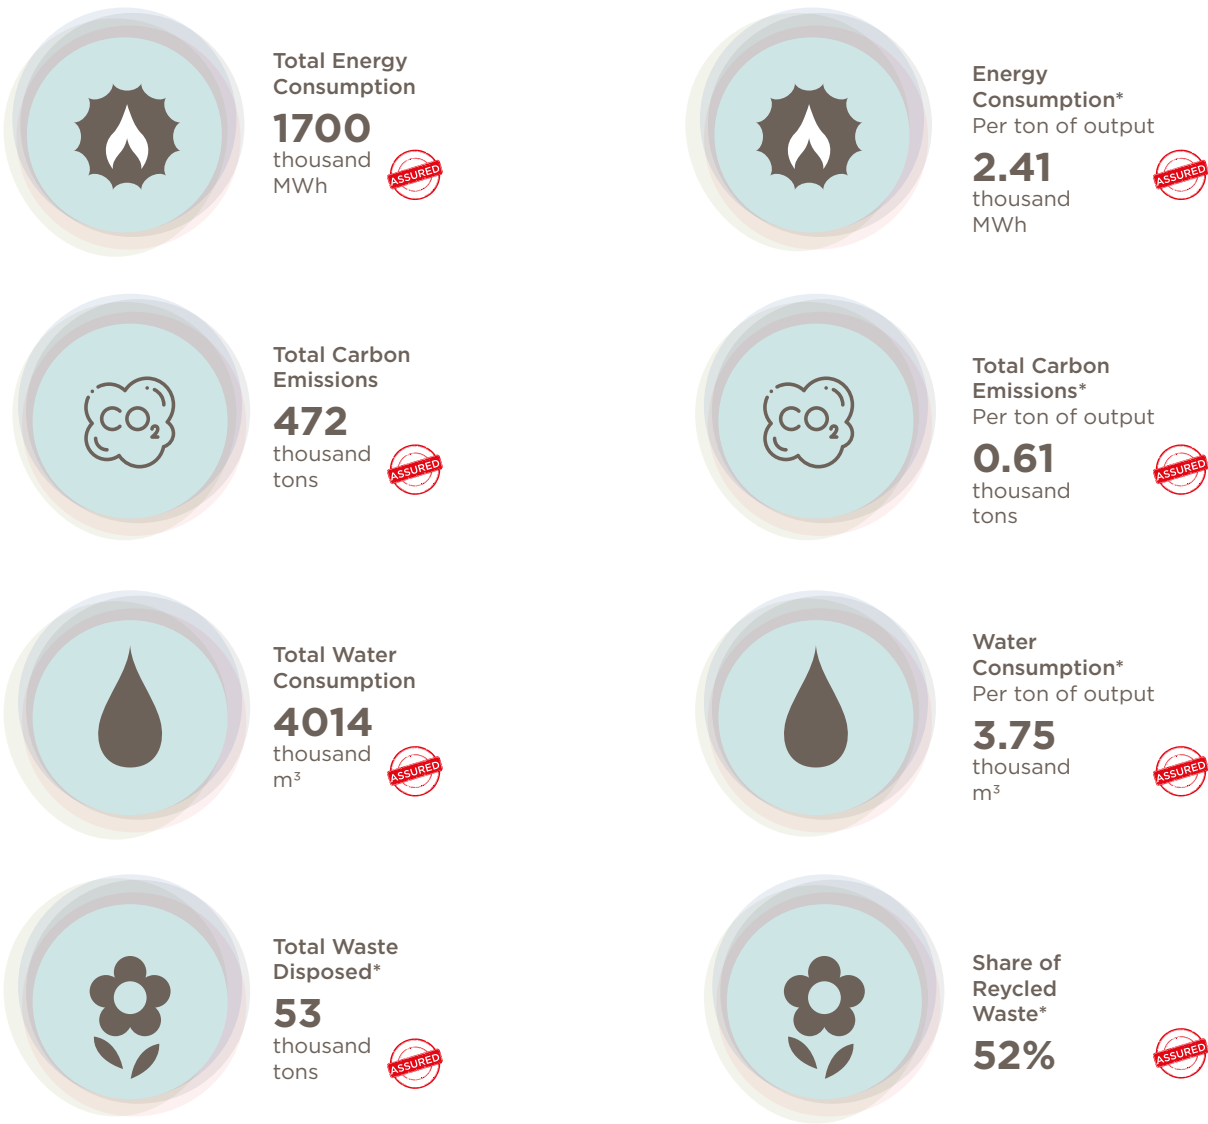 Total Energy
Consumption
1700
thousand
MWh
ASSURED
Energy
Consumption*
Per ton of output
2.41
thousand
MWh
ASSURED
Total Carbon
Emissions
472
thousand
tons
ASSURED
CO2
Total Carbon
Emissions*
Per ton of output
0.61
thousand
tons
ASSURED
CO2
Total Water
Consumption
4014
thousand
m³
ASSURED
Water
Consumption*
Per ton of output
3.75
thousand
m³
ASSURED
Total Waste
Disposed*
53
thousand
tons
ASSURED
Share of
Reycled
Waste*
52%
ASSURED